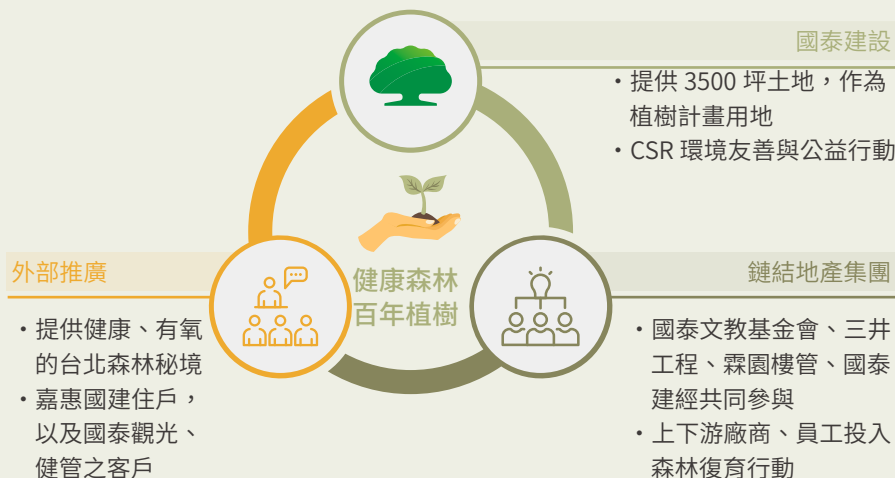 國泰建設
・提供 3500 坪土地，作為
植樹計畫用地
・CSR 環境友善與公益行動
健康森林
百年植樹
外部推廣
・提供健康、有氧
的台北森林秘境
・嘉惠國建住戶，
以及國泰觀光、
健管之客戶
鏈結地產集團
・國泰文教基金會、三井
工程、霖園樓管、國泰
建經共同參與
・上下游廠商、員工投入
森林復育行動